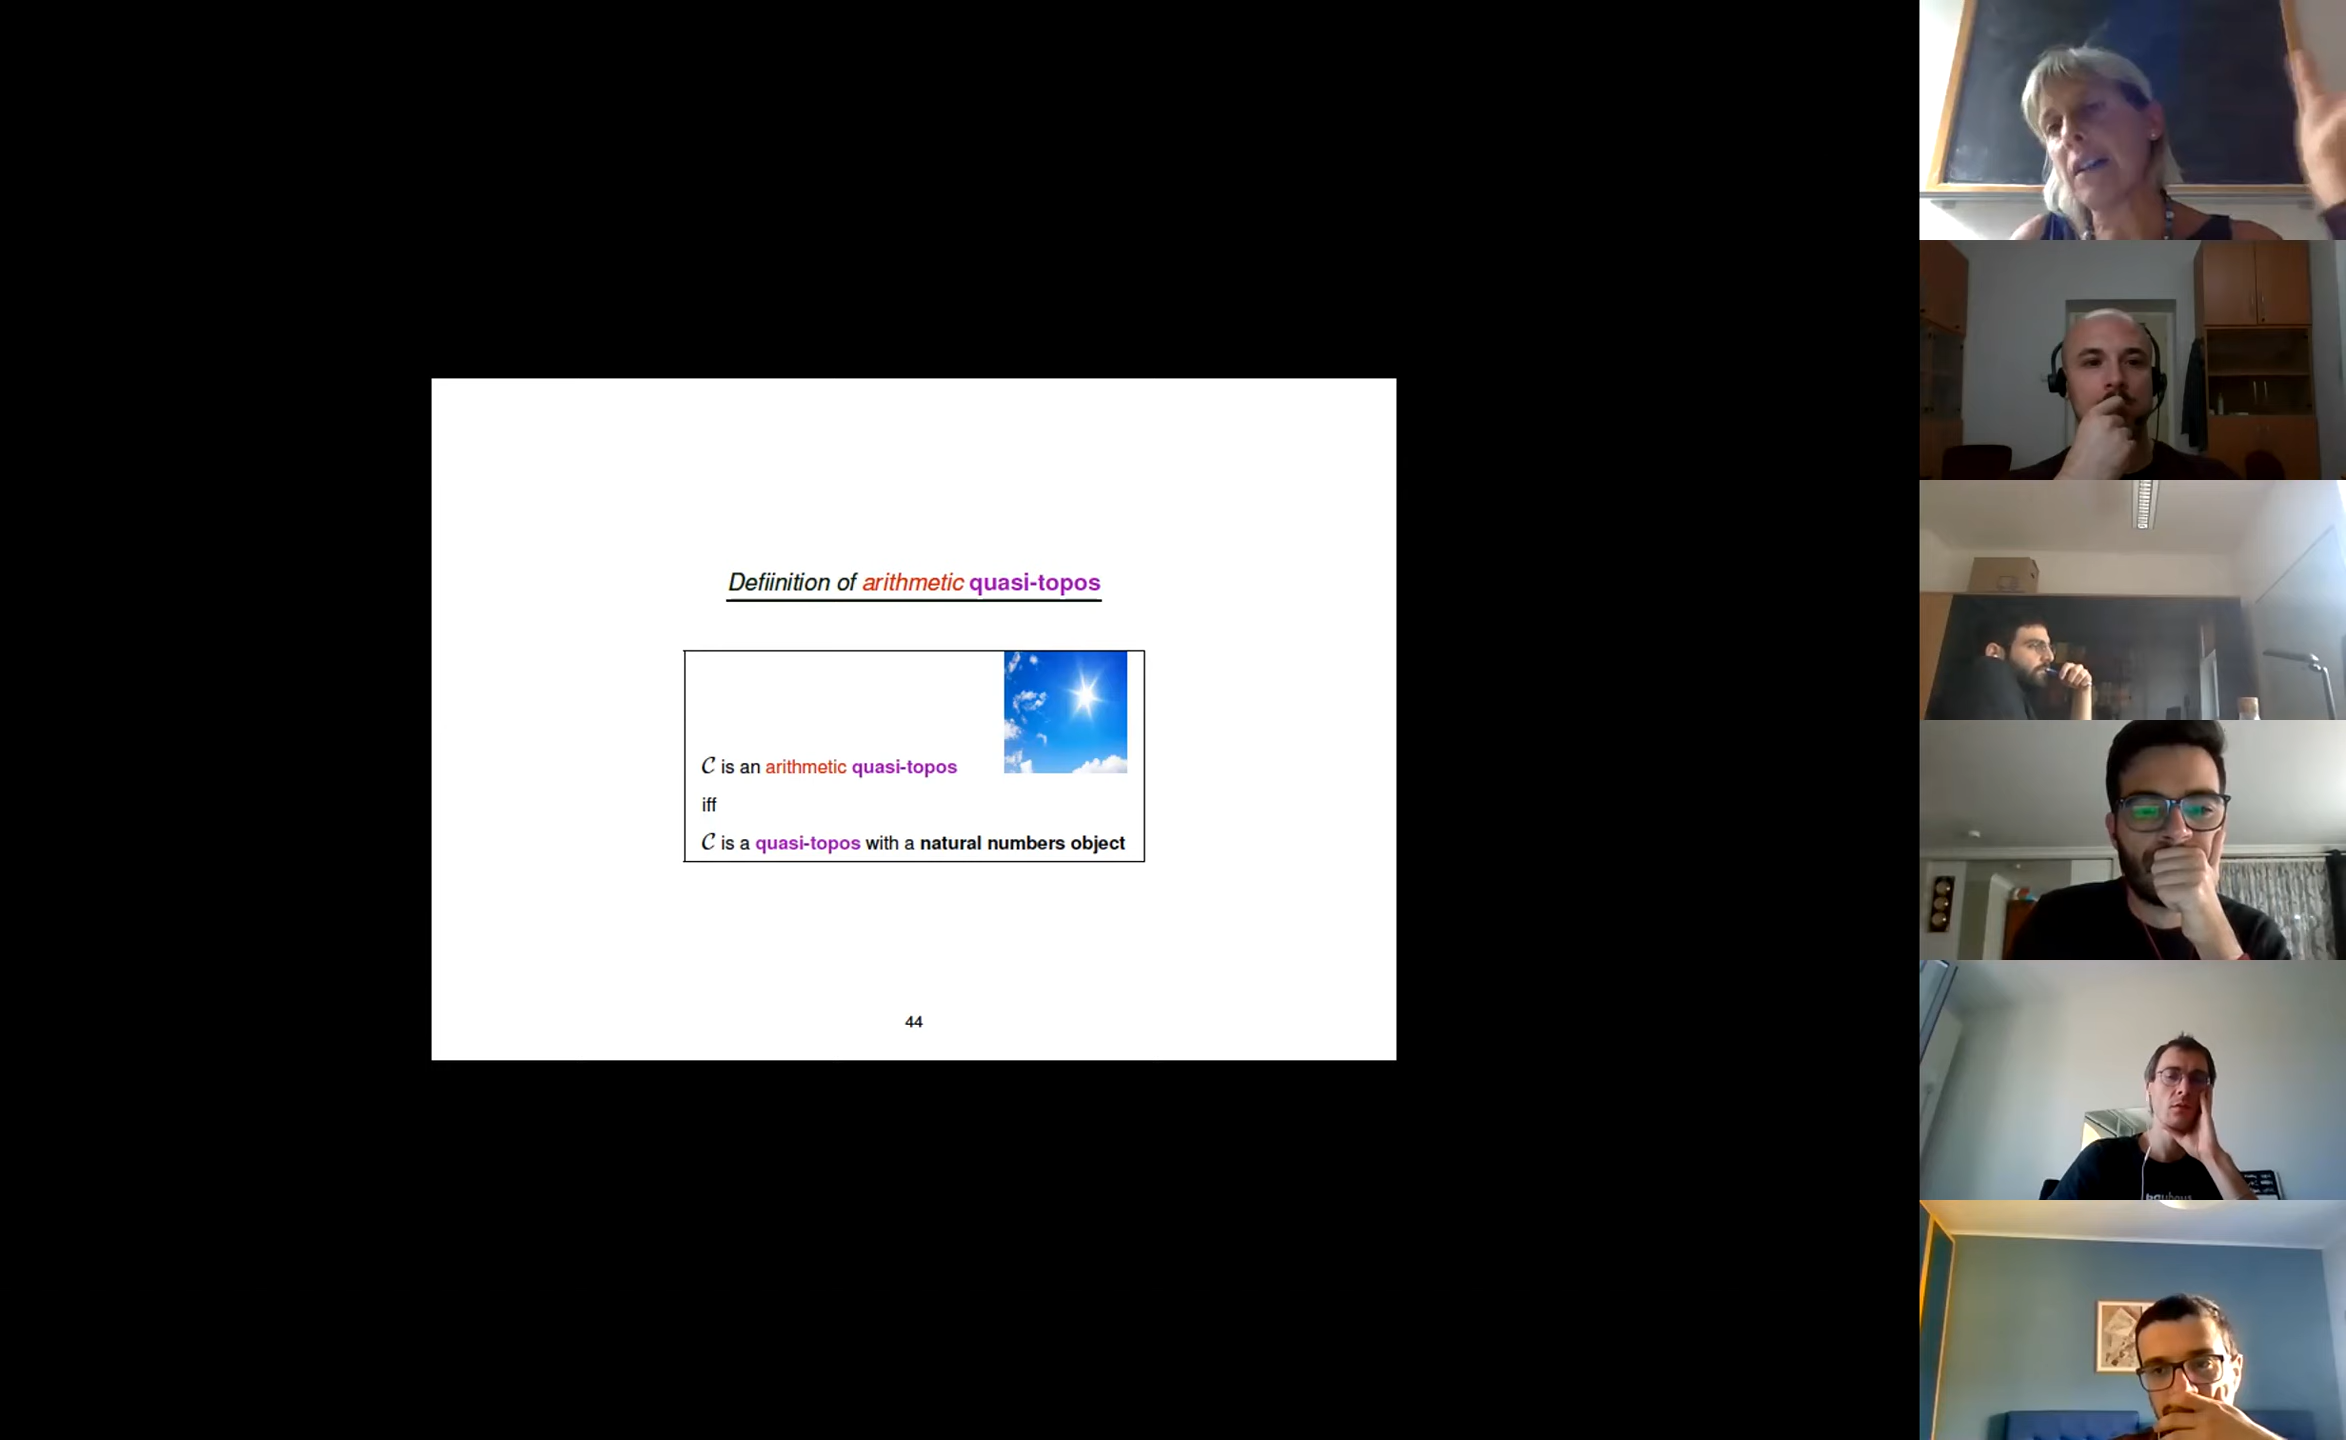 Defiinition of arithmetic quasi-topos
𝒞 is an arithmetic quasi-topos
iff
𝒞 is a quasi-topos with a natural numbers object
44